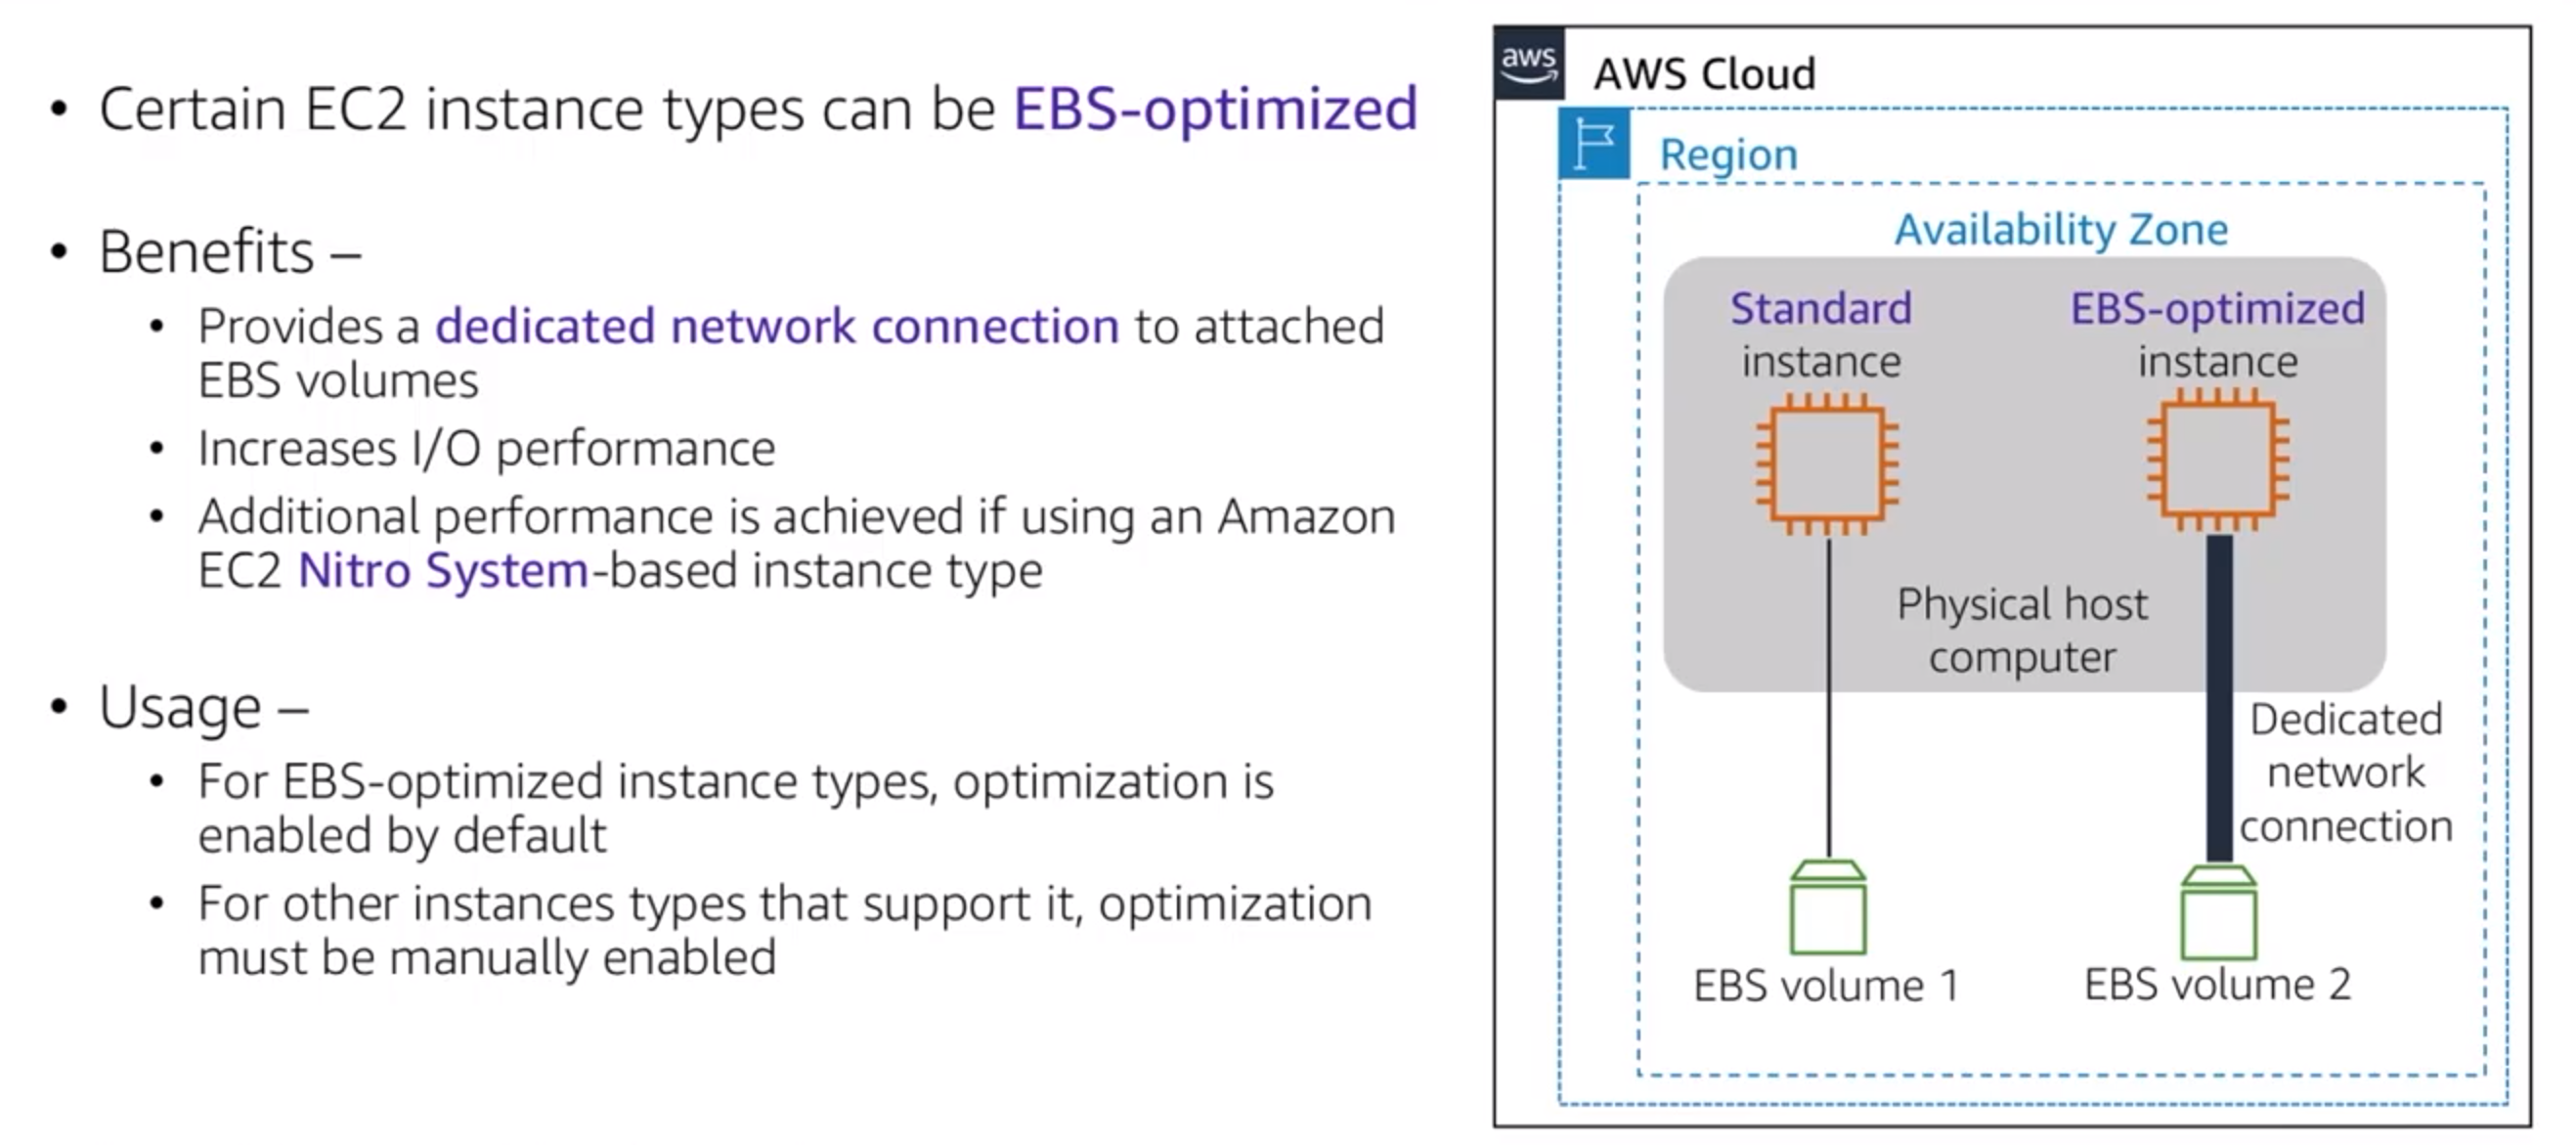 • Certain EC2 instance types can be EBS-optimized
• Benefits –
• Provides a dedicated network connection to attached
EBS volumes
• Increases I/O performance
• Additional performance is achieved if using an Amazon
EC2 Nitro System-based instance type
• Usage –
• For EBS-optimized instance types, optimization is
enabled by default
• For other instances types that support it, optimization
must be manually enabled
aws
AWS Cloud
Region
Availability Zone
Standard
instance
EBS-optimized
instance
Physical host
computer
Dedicated
network
connection
EBS volume 1
EBS volume 2